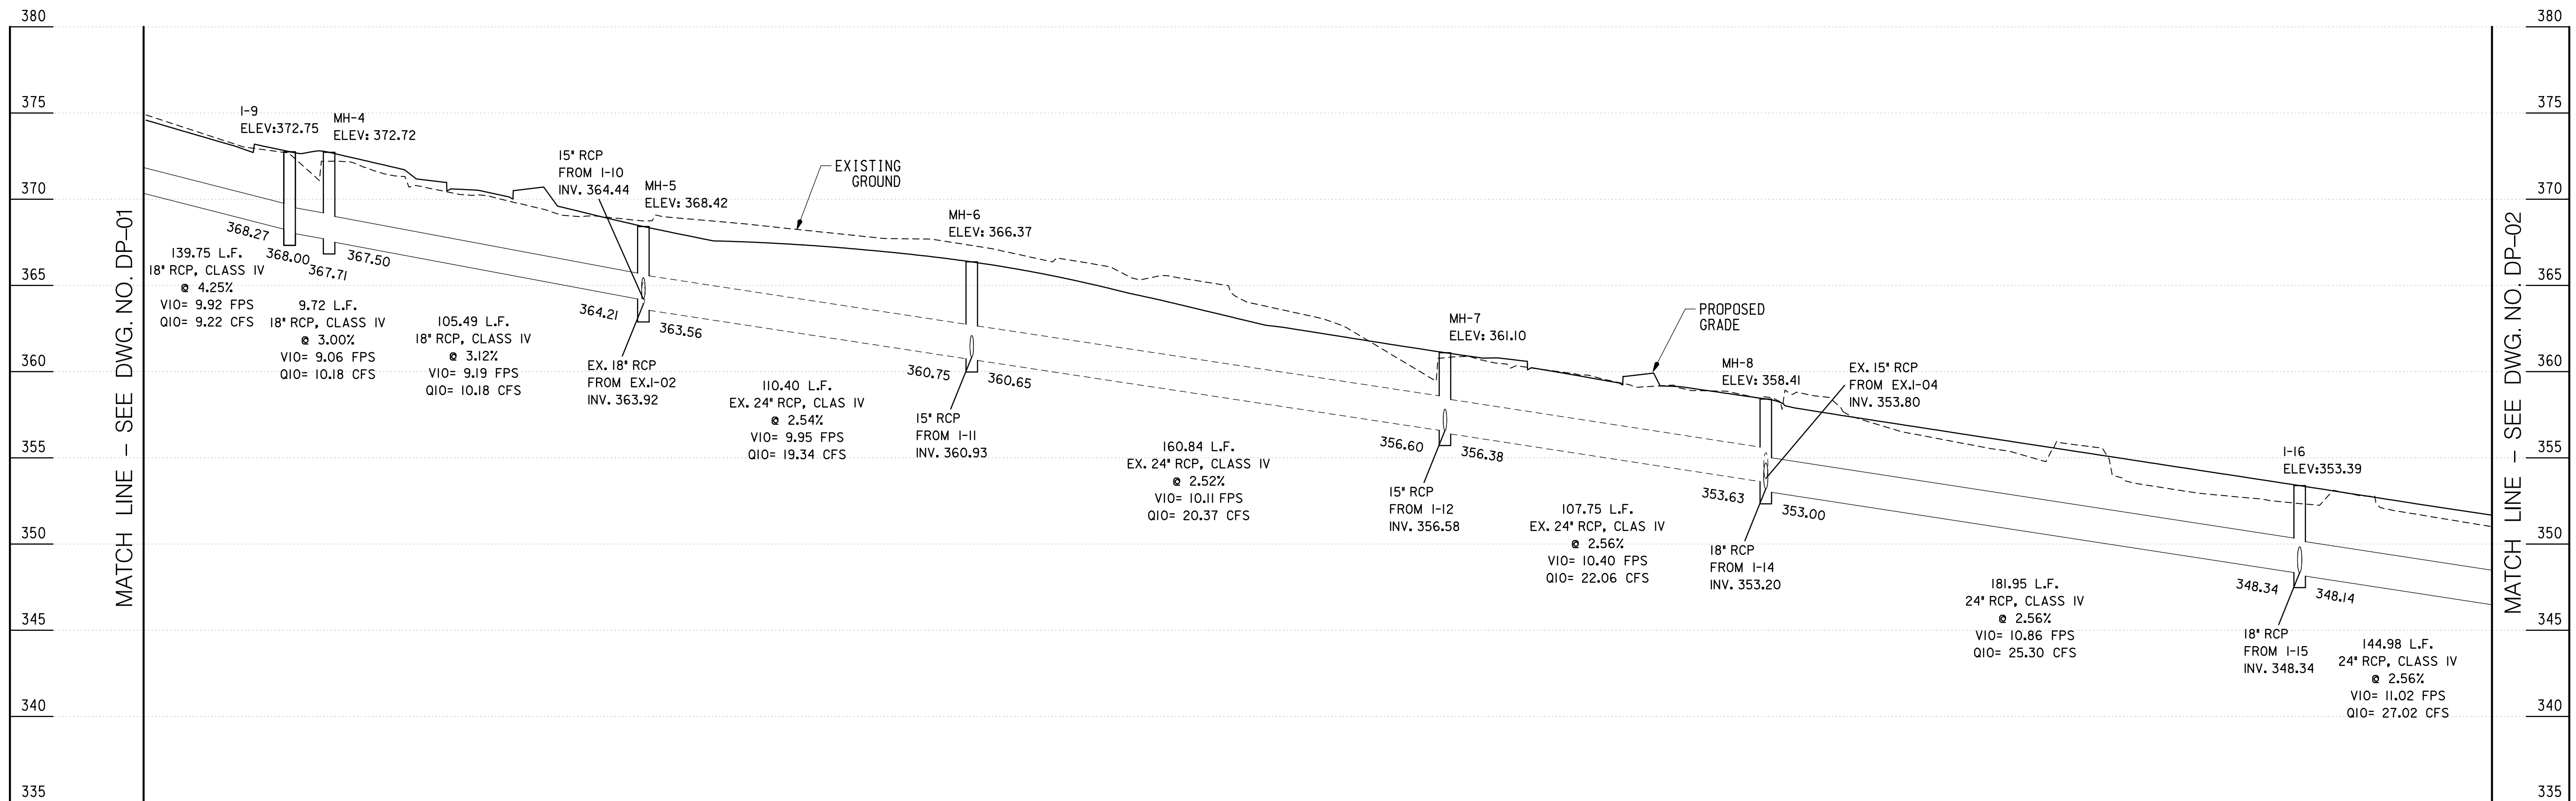 380
375
370
365
360
355
350
345
340
335
MATCH LINE - SEE DWG. NO. DP-01
I-9
ELEV:372.75
MH-4
ELEV: 372.72
368.27
368.00
367.71
367.50
139.75 L.F.
18" RCP, CLASS IV
@ 4.25%
V10= 9.92 FPS
Q10= 9.22 CFS
9.72 L.F.
18" RCP, CLASS IV
@ 3.00%
V10= 9.06 FPS
Q10= 10.18 CFS
105.49 L.F.
18" RCP, CLASS IV
@ 3.12%
V10= 9.19 FPS
Q10= 10.18 CFS
15" RCP
FROM I-10
INV. 364.44
MH-5
ELEV: 368.42
364.21
363.56
EX. 18" RCP
FROM EX.I-02
INV. 363.92
EXISTING
GROUND
110.40 L.F.
EX. 24" RCP, CLAS IV
@ 2.54%
V10= 9.95 FPS
Q10= 19.34 CFS
MH-6
ELEV: 366.37
360.75
360.65
15" RCP
FROM I-11
INV. 360.93
160.84 L.F.
EX. 24" RCP, CLASS IV
@ 2.52%
V10= 10.11 FPS
Q10= 20.37 CFS
MH-7
ELEV: 361.10
356.60
356.38
15" RCP
FROM I-12
INV. 356.58
PROPOSED
GRADE
107.75 L.F.
EX. 24" RCP, CLAS IV
@ 2.56%
V10= 10.40 FPS
Q10= 22.06 CFS
MH-8
ELEV: 358.41
EX. 15" RCP
FROM EX.I-04
INV. 353.80
353.63
353.00
18" RCP
FROM I-14
INV. 353.20
181.95 L.F.
24" RCP, CLASS IV
@ 2.56%
V10= 10.86 FPS
Q10= 25.30 CFS
I-16
ELEV:353.39
348.34
348.14
18" RCP
FROM I-15
INV. 348.34
144.98 L.F.
24" RCP, CLASS IV
@ 2.56%
V10= 11.02 FPS
Q10= 27.02 CFS
MATCH LINE - SEE DWG. NO. DP-02
380
375
370
365
360
355
350
345
340
335